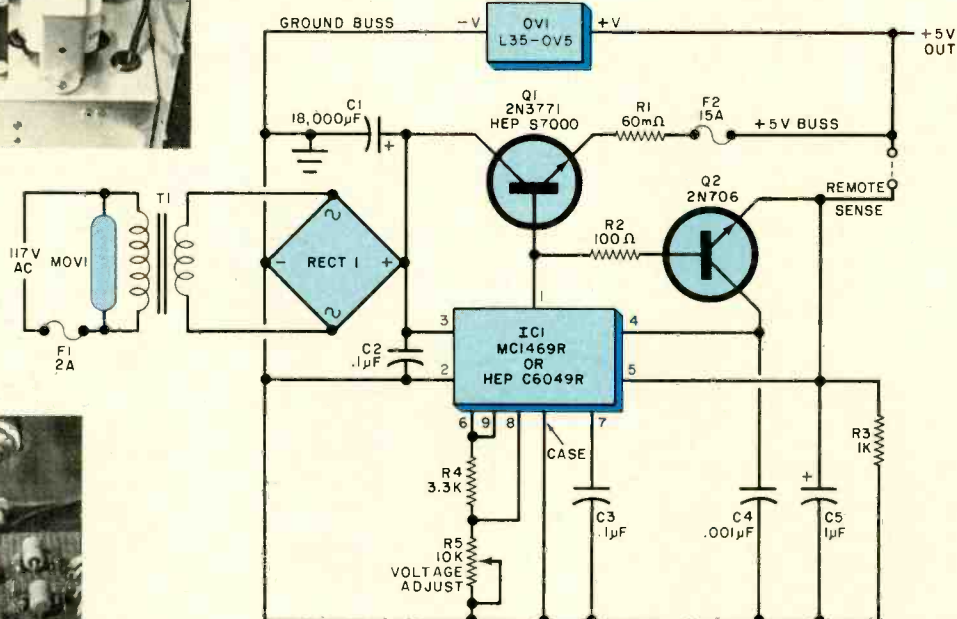 GROUND BUSS
-V
OV1
L35-OV5
+V
+5V
OUT
C1
18,000µF
+
Q1
2N3771
HEP S7000
R1
60mΩ
F2
15A
+5V BUSS
Q2
2N706
REMOTE
SENSE
R2
100Ω
T1
117V
AC
MOV1
F1
2A
-
RECT 1
+
C2
.1µF
1
3
2
IC1
MC1469R
OR
HEP C6049R
4
5
6
9
8
7
CASE
R4
3.3K
R5
10K
VOLTAGE
ADJUST
C3
.1µF
C4
.001µF
+
C5
1µF
R3
1K